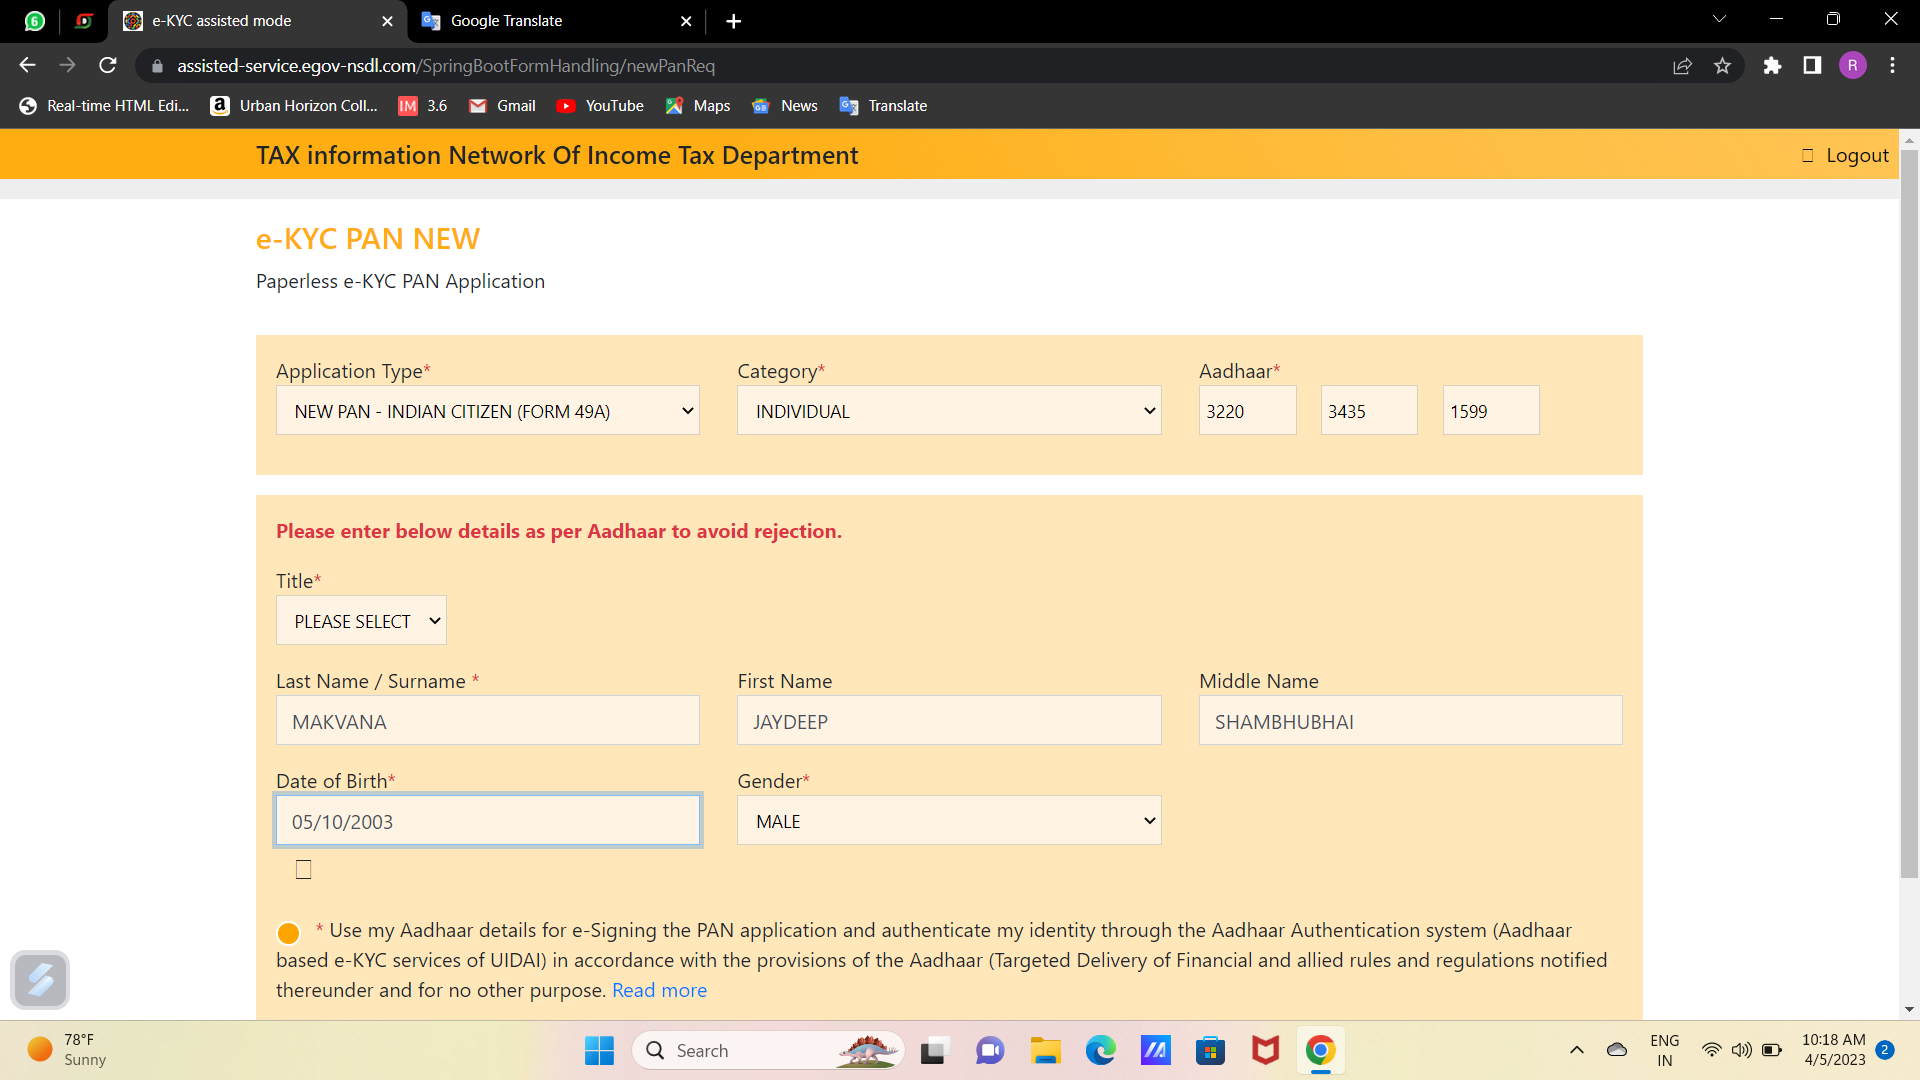 6
e-KYC assisted mode
Google Translate
assisted-service.egov-nsdl.com/SpringBootFormHandling/newPanReq
R
Real-time HTML Edi...
Urban Horizon Coll...
IM 3.6
Gmail
YouTube
Maps
News
Translate
TAX information Network Of Income Tax Department
Logout
e-KYC PAN NEW
Paperless e-KYC PAN Application
Application Type*
Category*
Aadhaar*
NEW PAN - INDIAN CITIZEN (FORM 49A)
INDIVIDUAL
3220
3435
1599
Please enter below details as per Aadhaar to avoid rejection.
Title*
PLEASE SELECT
Last Name / Surname *
First Name
Middle Name
MAKVANA
JAYDEEP
SHAMBHUBHAI
Date of Birth*
Gender*
05/10/2003
MALE
* Use my Aadhaar details for e-Signing the PAN application and authenticate my identity through the Aadhaar Authentication system (Aadhaar
based e-KYC services of UIDAI) in accordance with the provisions of the Aadhaar (Targeted Delivery of Financial and allied rules and regulations notified
thereunder and for no other purpose. Read more
78°F
Sunny
Search
ENG
IN
10:18 AM
4/5/2023
2